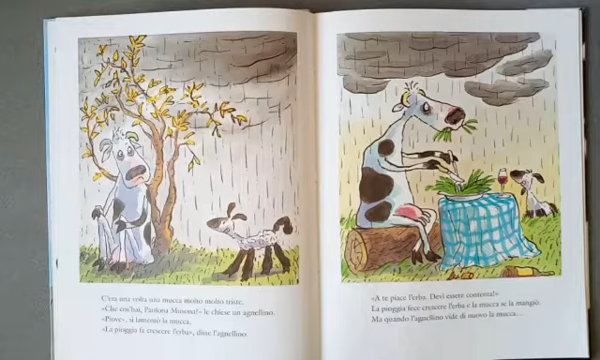 C'era una volta una mucca molto molto triste.
«Che cos'hai, Paolona Musona?» le chiese un agnellino.
«Piove», si lamentò la mucca.
«La pioggia fa crescere l'erba», disse l'agnellino.
«A te piace l'erba. Devi essere contenta!»
La pioggia fece crescere l'erba e la mucca se la mangiò.
Ma quando l'agnellino vide di nuovo la mucca…